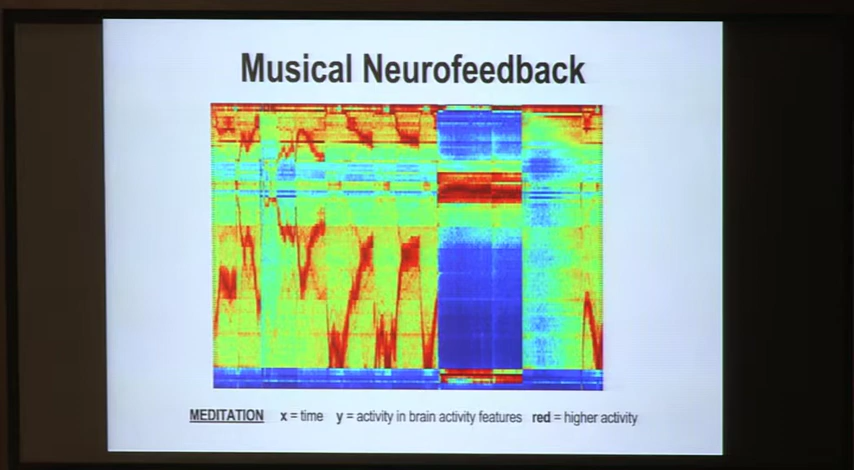 Musical Neurofeedback
MEDITATION x = time y = activity in brain activity features red = higher activity